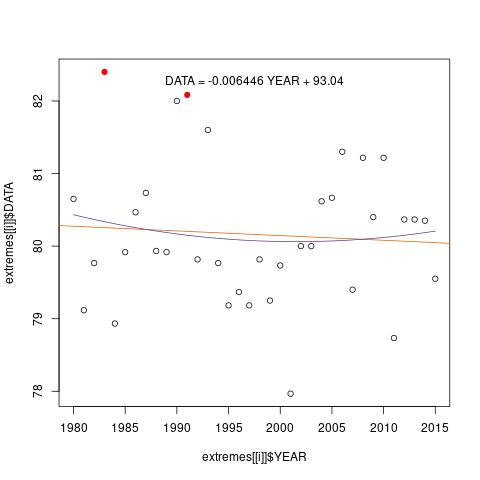 DATA = -0.006446 YEAR + 93.04
82
81
80
79
78
extremes[[i]]$DATA
1980 1985 1990 1995 2000 2005 2010 2015
extremes[[i]]$YEAR